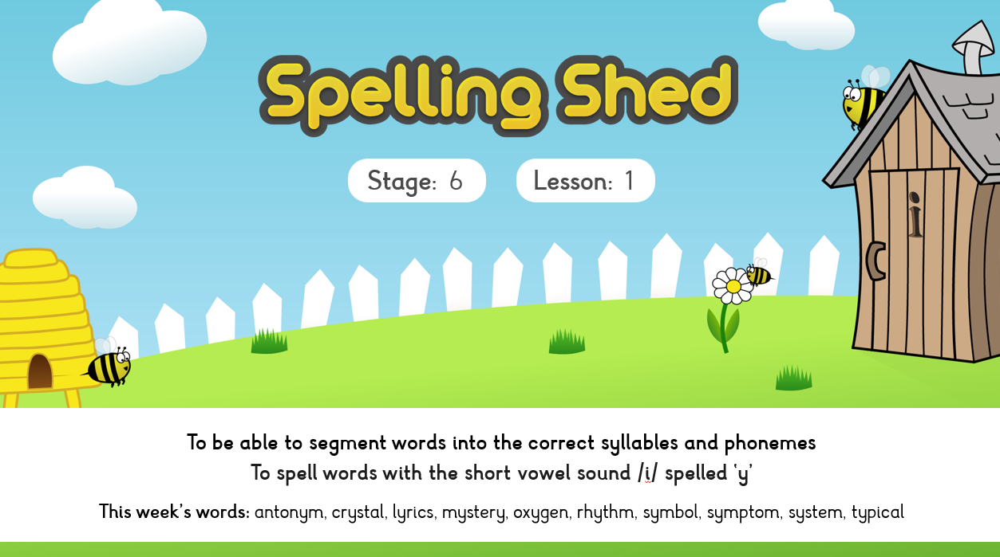 Spelling Shed
Stage: 6 Lesson: 1
i
To be able to segment words into the correct syllables and phonemes
To spell words with the short vowel sound /i/ spelled ‘y’
This week’s words: antonym, crystal, lyrics, mystery, oxygen, rhythm, symbol, symptom, system, typical